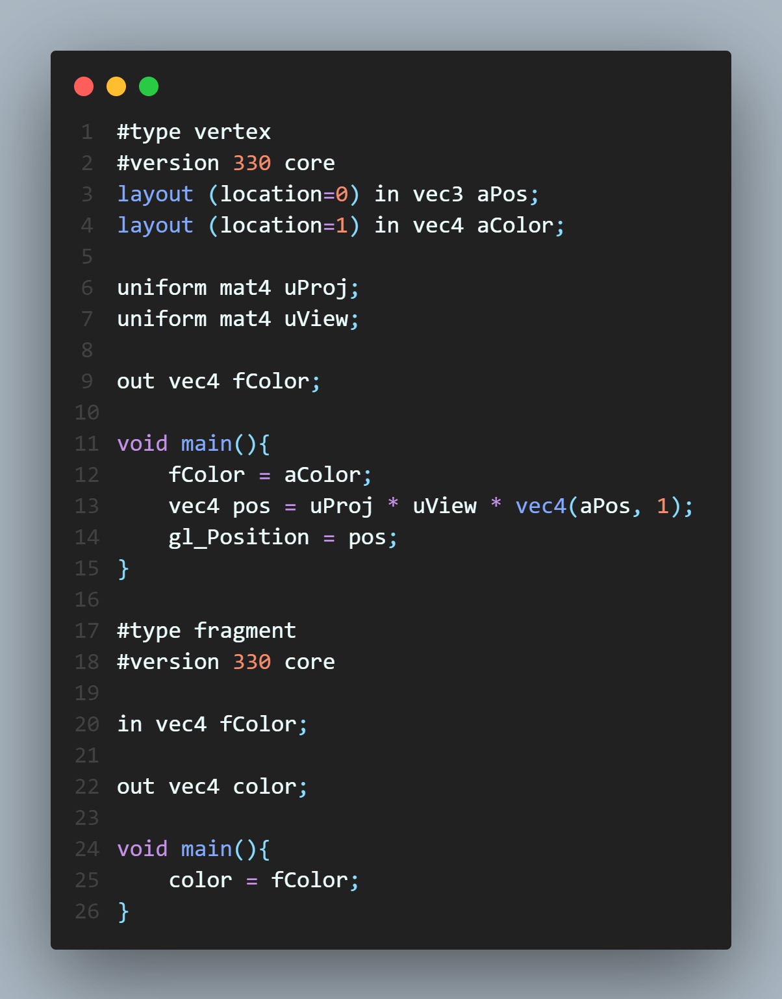 1 #type vertex
2 #version 330 core
3 layout (location=0) in vec3 aPos;
4 layout (location=1) in vec4 aColor;
5
6 uniform mat4 uProj;
7 uniform mat4 uView;
8
9 out vec4 fColor;
10
11 void main(){
12     fColor = aColor;
13     vec4 pos = uProj * uView * vec4(aPos, 1);
14     gl_Position = pos;
15 }
16
17 #type fragment
18 #version 330 core
19
20 in vec4 fColor;
21
22 out vec4 color;
23
24 void main(){
25     color = fColor;
26 }